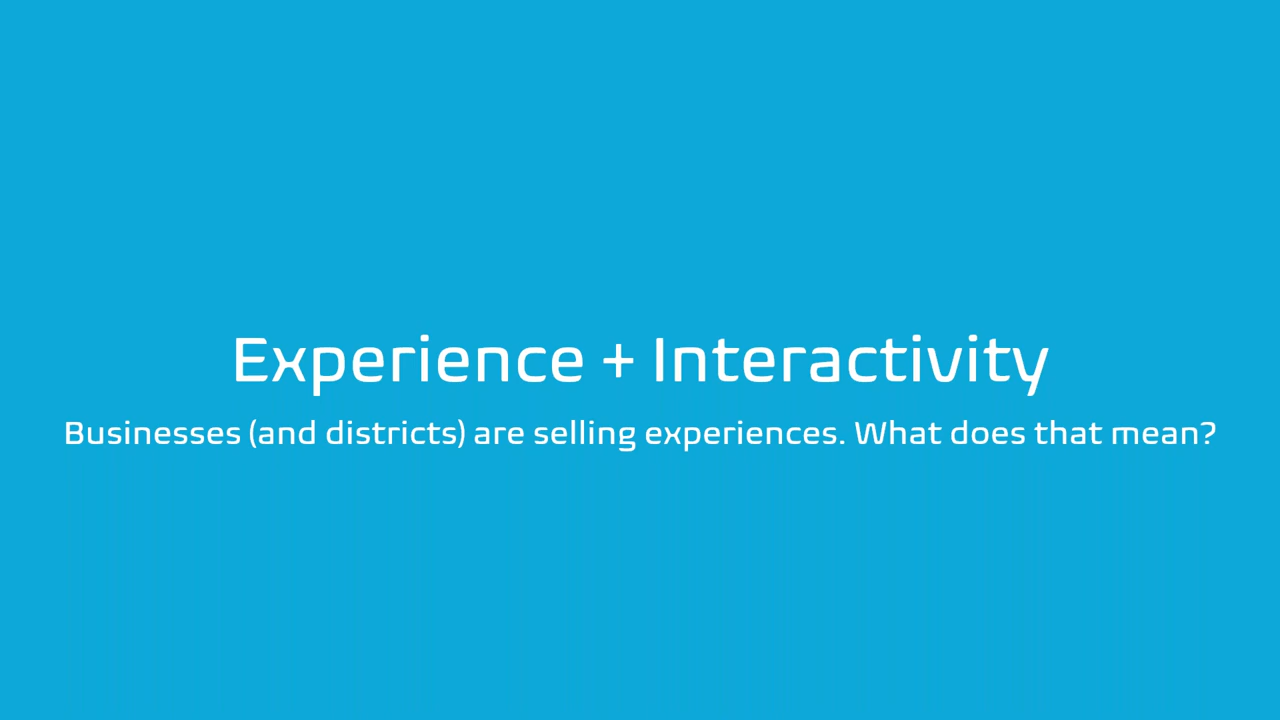 Experience + Interactivity
Businesses (and districts) are selling experiences. What does that mean?